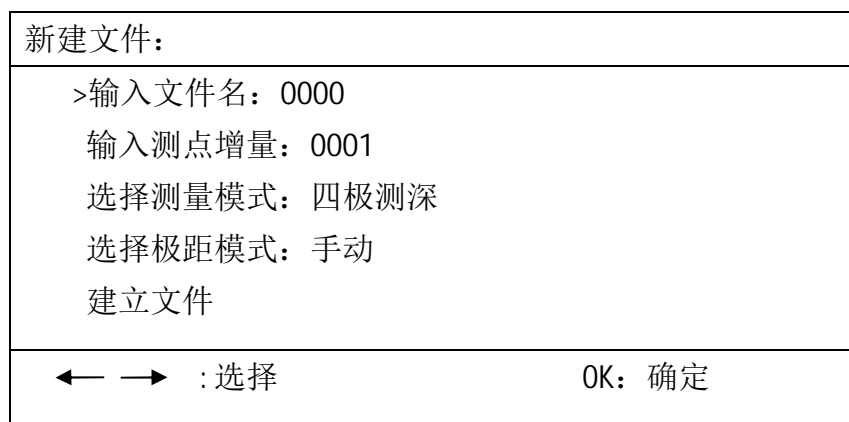 新建文件：
>输入文件名：0000
输入测点增量：0001
选择测量模式：四极测深
选择极距模式：手动
建立文件
← → :选择 OK：确定